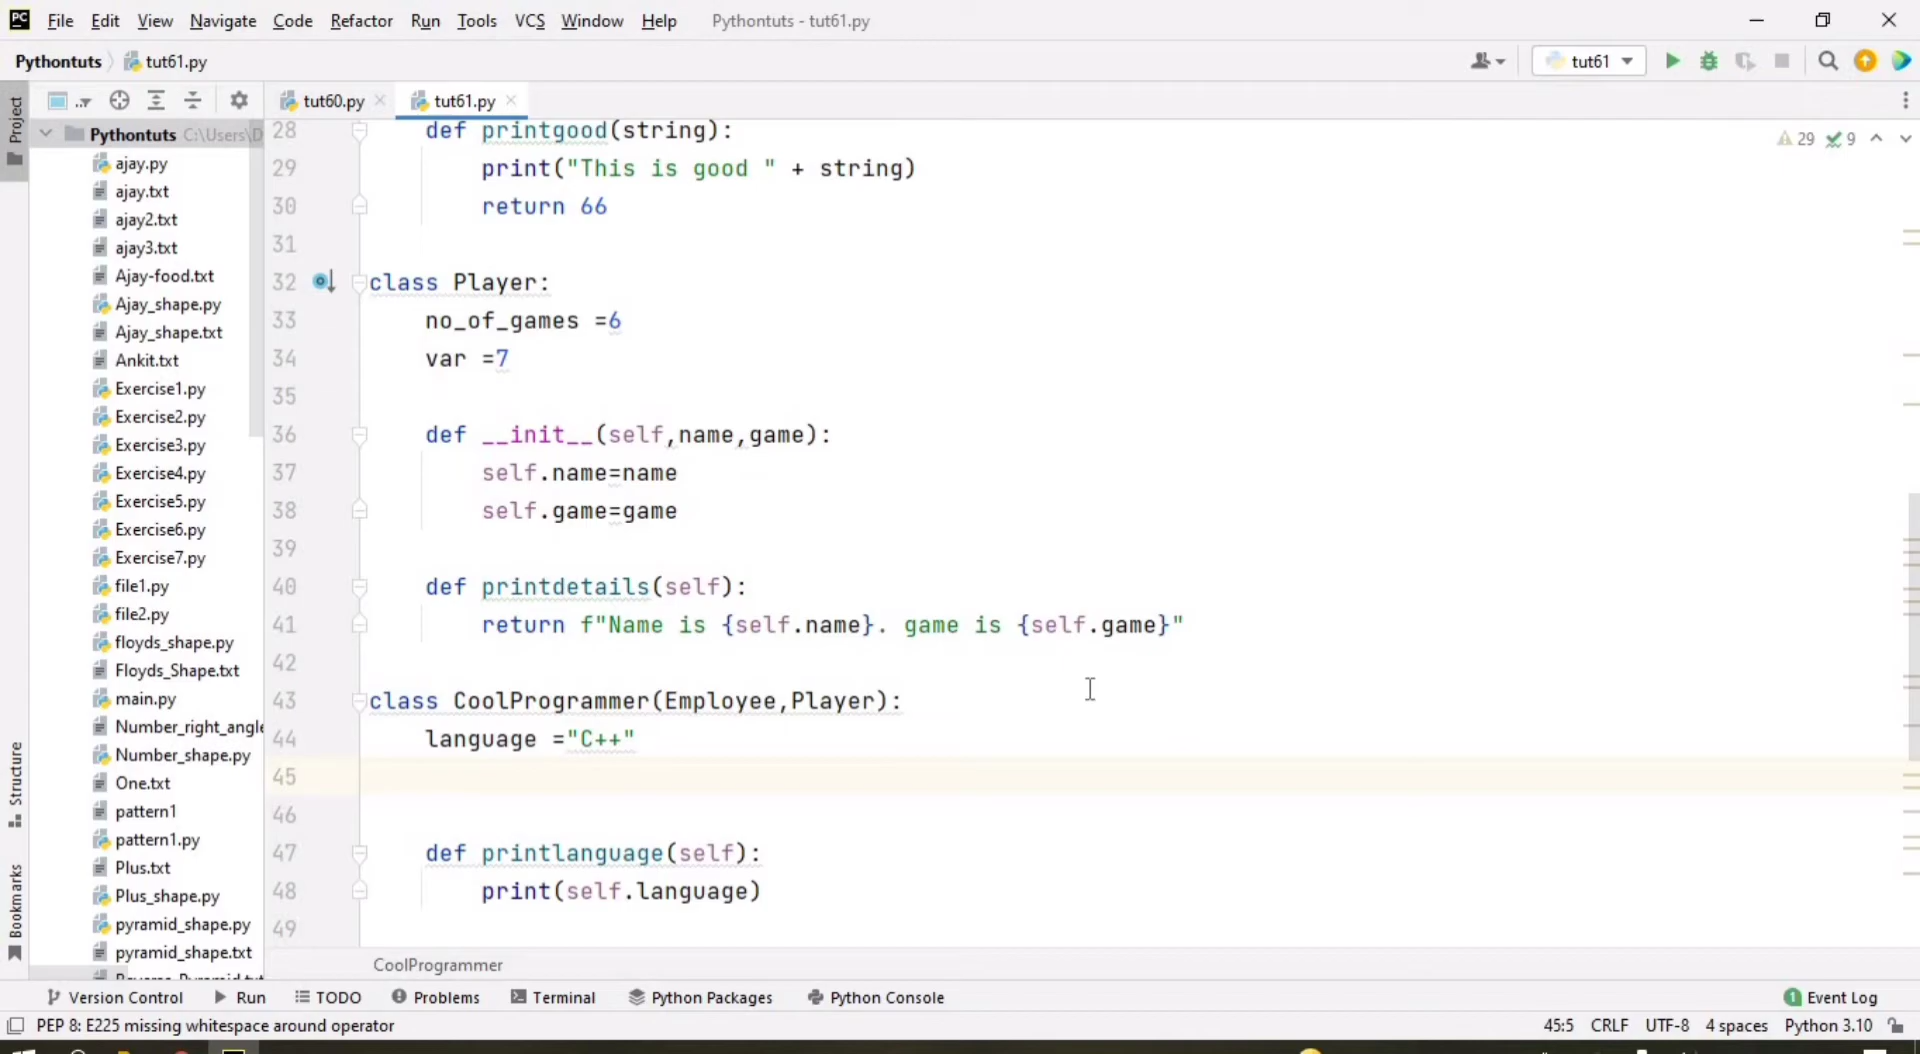 PC File Edit View Navigate Code Refactor Run Tools VCS Window Help Pythontuts - tut61.py
Pythontuts tut61.py tut61
Project
tut60.py tut61.py
Pythontuts C:\Users\D
ajay.py
ajay.txt
ajay2.txt
ajay3.txt
Ajay-food.txt
Ajay_shape.py
Ajay_shape.txt
Ankit.txt
Exercise1.py
Exercise2.py
Exercise3.py
Exercise4.py
Exercise5.py
Exercise6.py
Exercise7.py
file1.py
file2.py
floyds_shape.py
Floyds_Shape.txt
main.py
Number_right_angle
Number_shape.py
One.txt
pattern1
pattern1.py
Plus.txt
Plus_shape.py
pyramid_shape.py
pyramid_shape.txt
29 9
28 def printgood(string):
29 print("This is good " + string)
30 return 66
31
32 class Player:
33 no_of_games =6
34 var =7
35
36 def __init__(self,name,game):
37 self.name=name
38 self.game=game
39
40 def printdetails(self):
41 return f"Name is {self.name}. game is {self.game}"
42
43 class CoolProgrammer(Employee,Player):
44 language ="C++"
45
46
47 def printlanguage(self):
48 print(self.language)
49
CoolProgrammer
Structure
Bookmarks
Version Control Run TODO Problems Terminal Python Packages Python Console 1 Event Log
PEP 8: E225 missing whitespace around operator 45:5 CRLF UTF-8 4 spaces Python 3.10